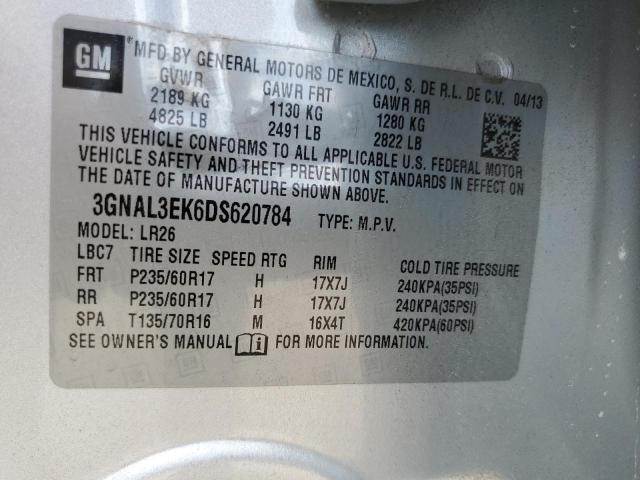 GM
®MFD BY GENERAL MOTORS DE MEXICO, S. DE R.L. DE C.V. 04/13
GVWR GAWR FRT GAWR RR
2189 KG 1130 KG 1280 KG
4825 LB 2491 LB 2822 LB
THIS VEHICLE CONFORMS TO ALL APPLICABLE U.S. FEDERAL MOTOR
VEHICLE SAFETY AND THEFT PREVENTION STANDARDS IN EFFECT ON
THE DATE OF MANUFACTURE SHOWN ABOVE.
3GNAL3EK6DS620784 TYPE: M.P.V.
MODEL: LR26
LBC7 TIRE SIZE SPEED RTG RIM COLD TIRE PRESSURE
FRT P235/60R17 H 17X7J 240KPA(35PSI)
RR P235/60R17 H 17X7J 240KPA(35PSI)
SPA T135/70R16 M 16X4T 420KPA(60PSI)
SEE OWNER'S MANUAL FOR MORE INFORMATION.